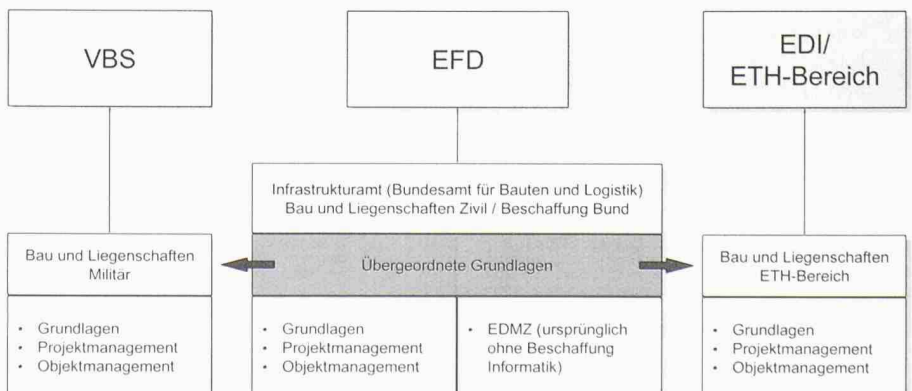 VBS
EFD
EDI/
ETH-Bereich
Infrastrukturamt (Bundesamt für Bauten und Logistik)
Bau und Liegenschaften Zivil / Beschaffung Bund
Bau und Liegenschaften
Militär
Übergeordnete Grundlagen
Bau und Liegenschaften
ETH-Bereich
• Grundlagen
• Projektmanagement
• Objektmanagement
• Grundlagen
• Projektmanagement
• Objektmanagement
• EDMZ (ursprünglich
ohne Beschaffung
Informatik)
• Grundlagen
• Projektmanagement
• Objektmanagement